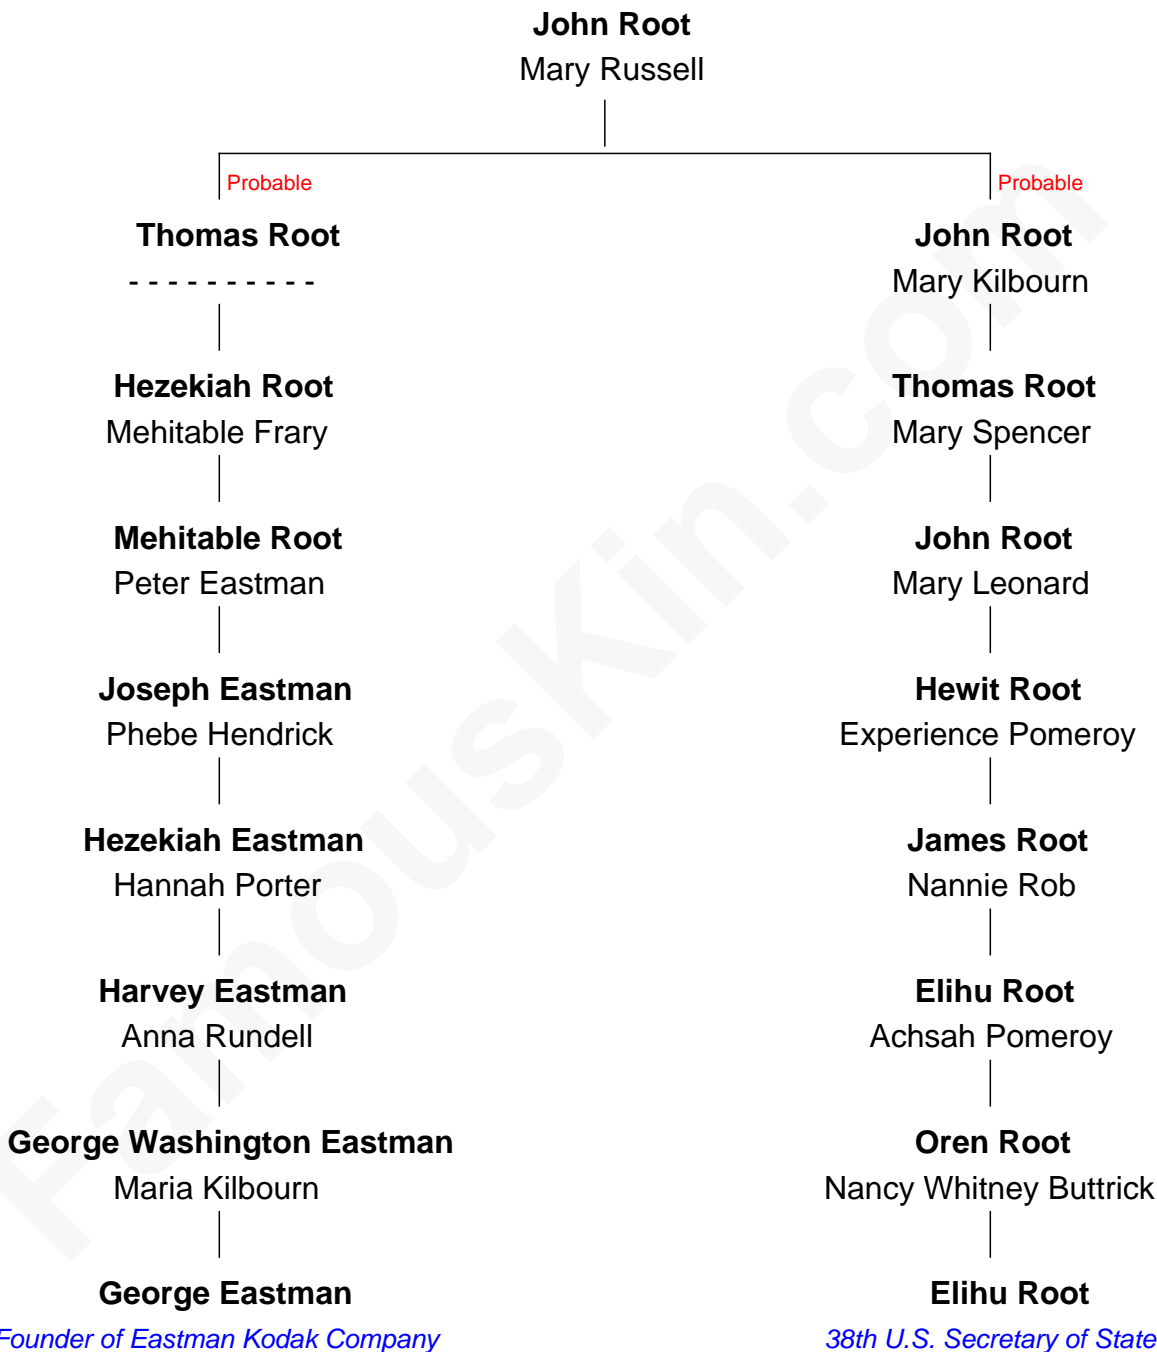 John Root
Mary Russell
Probable
Probable
Thomas Root
John Root
- - - - - - - - - -
Mary Kilbourn
Hezekiah Root
Thomas Root
Mehitable Frary
Mary Spencer
Mehitable Root
John Root
Peter Eastman
Mary Leonard
Joseph Eastman
Hewit Root
Phebe Hendrick
Experience Pomeroy
Hezekiah Eastman
James Root
Hannah Porter
Nannie Rob
Harvey Eastman
Elihu Root
Anna Rundell
Achsah Pomeroy
George Washington Eastman
Oren Root
Maria Kilbourn
Nancy Whitney Buttrick
George Eastman
Elihu Root
Founder of Eastman Kodak Company
38th U.S. Secretary of State
FamousKin.com